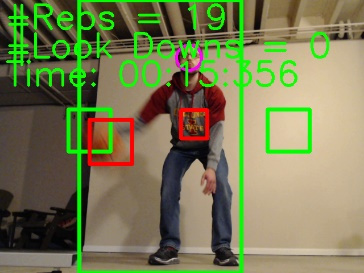 #Reps = 19
#Look Downs = 0
Time: 00:15:356